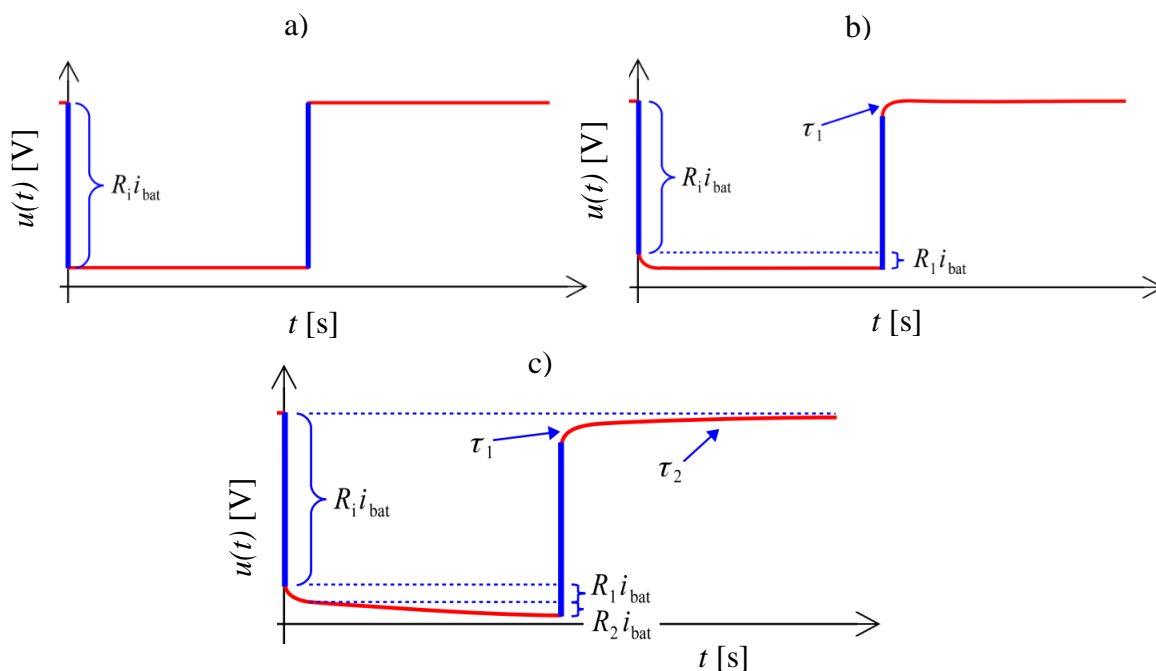 a)
u(t) [V]
R_i i_bat
t [s]
b)
u(t) [V]
τ_1
R_i i_bat
R_1 i_bat
t [s]
c)
u(t) [V]
τ_1
τ_2
R_i i_bat
R_1 i_bat
R_2 i_bat
t [s]